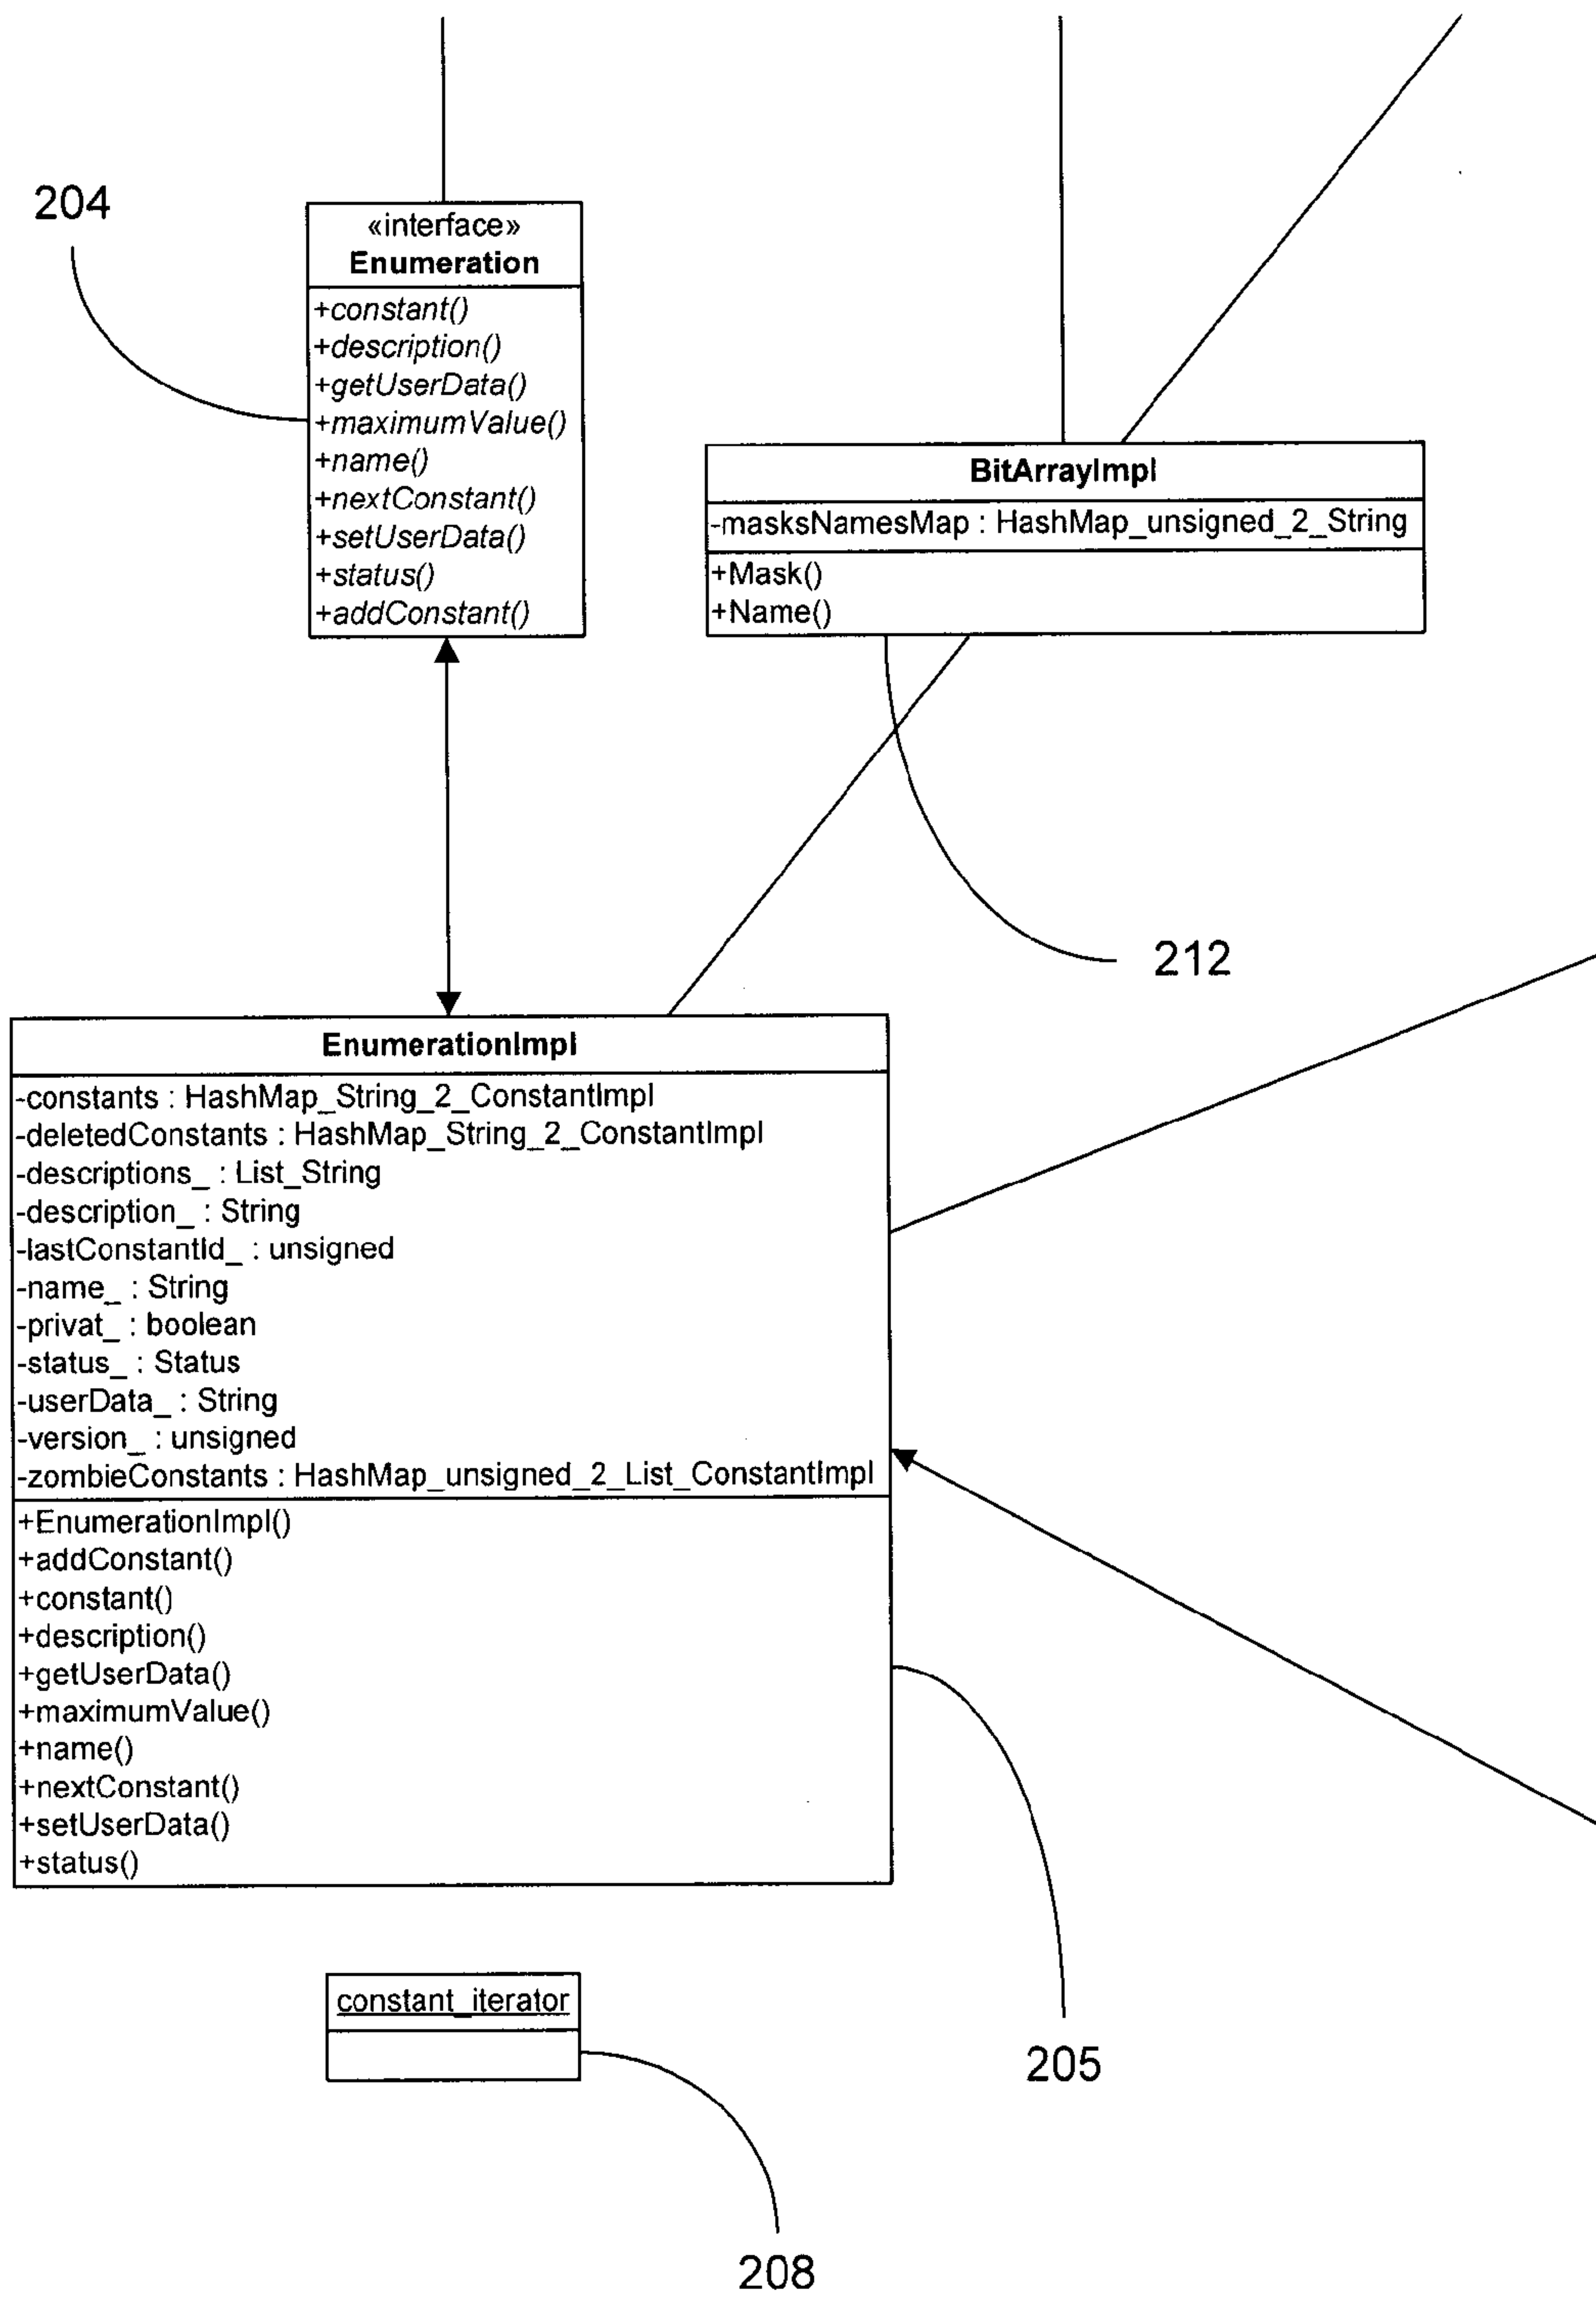 204
«interface»
Enumeration
+constant()
+description()
+getUserData()
+maximumValue()
+name()
+nextConstant()
+setUserData()
+status()
+addConstant()
BitArrayImpl
-masksNamesMap : HashMap_unsigned_2_String
+Mask()
+Name()
212
EnumerationImpl
-constants : HashMap_String_2_ConstantImpl
-deletedConstants : HashMap_String_2_ConstantImpl
-descriptions_ : List_String
-description_ : String
-lastConstantId_ : unsigned
-name_ : String
-privat_ : boolean
-status_ : Status
-userData_ : String
-version_ : unsigned
-zombieConstants : HashMap_unsigned_2_List_ConstantImpl
+EnumerationImpl()
+addConstant()
+constant()
+description()
+getUserData()
+maximumValue()
+name()
+nextConstant()
+setUserData()
+status()
constant_iterator
205
208